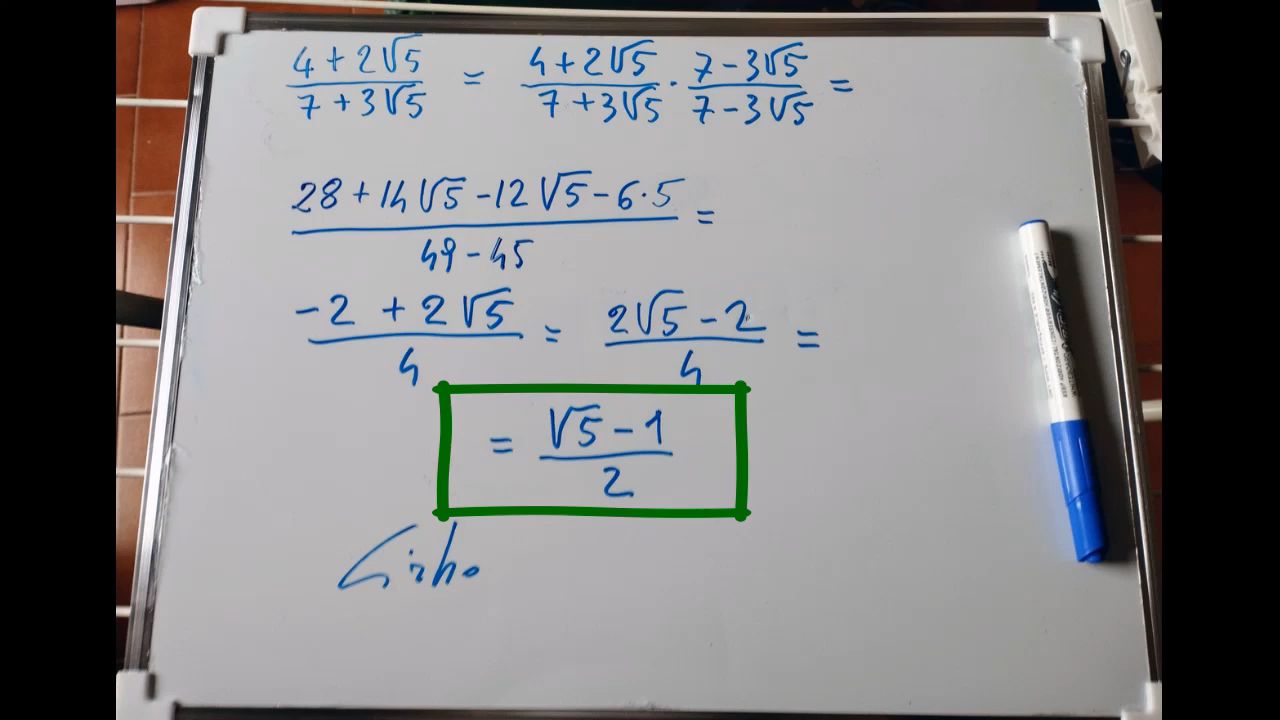 (4 + 2√5)/(7 + 3√5) = (4 + 2√5)/(7 + 3√5) · (7 - 3√5)/(7 - 3√5) =
(28 + 14√5 - 12√5 - 6·5)/(49 - 45) =
(-2 + 2√5)/4 = (2√5 - 2)/4 =
= (√5 - 1)/2